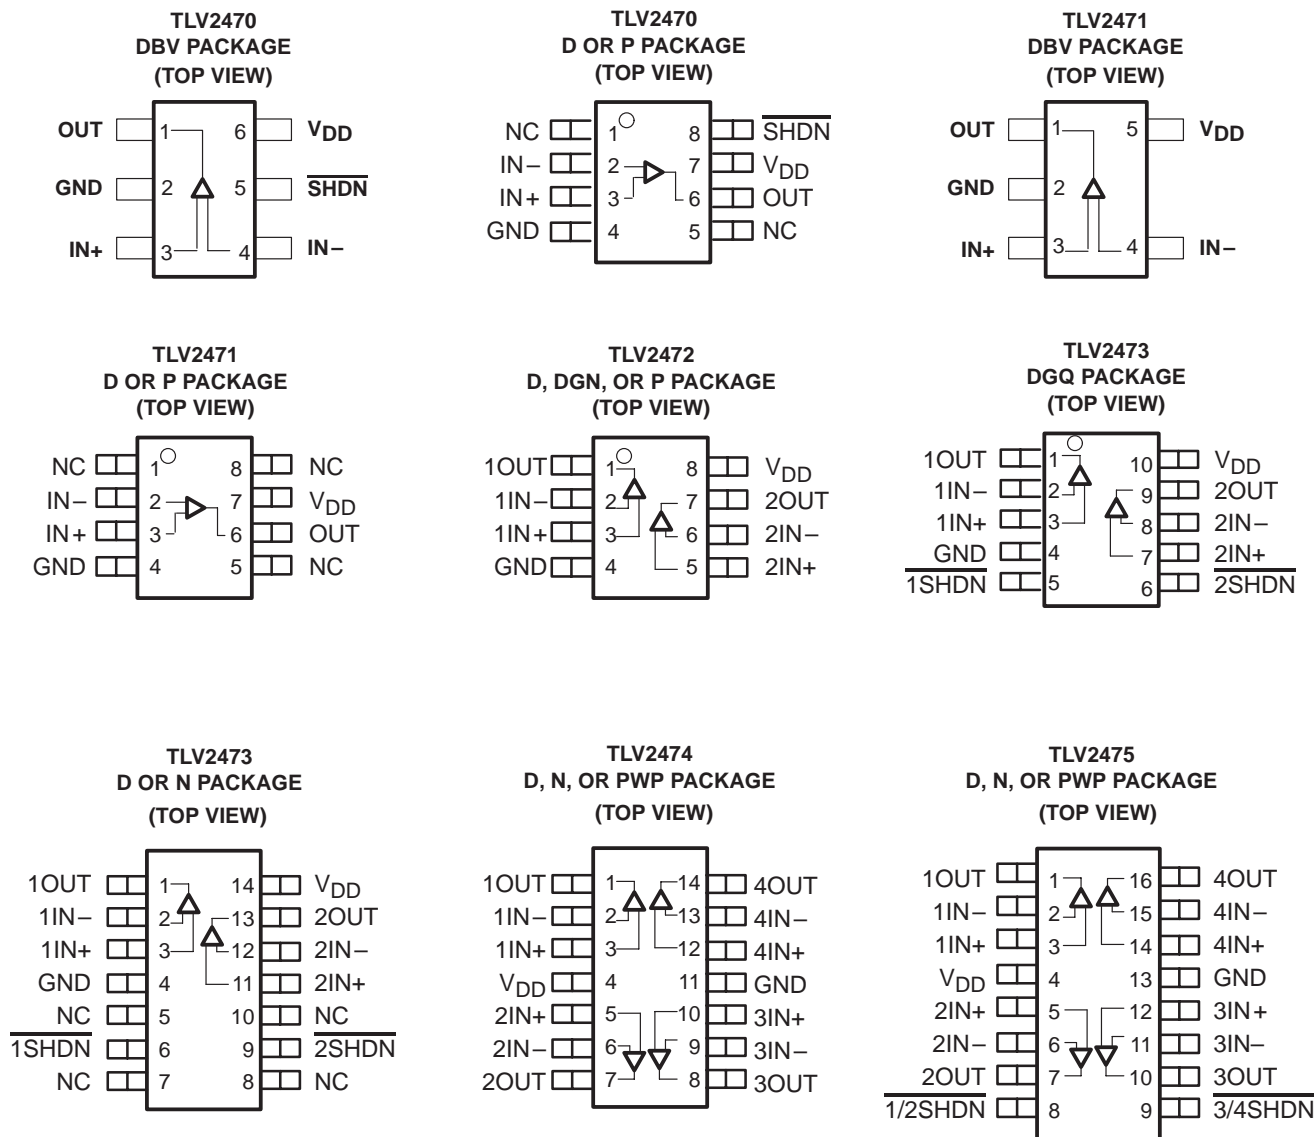 TLV2470
DBV PACKAGE
(TOP VIEW)
OUT 1 6 VDD
GND 2 5 SHDN
IN+ 3 4 IN−
TLV2470
D OR P PACKAGE
(TOP VIEW)
NC 1 8 SHDN
IN− 2 7 VDD
IN+ 3 6 OUT
GND 4 5 NC
TLV2471
DBV PACKAGE
(TOP VIEW)
OUT 1 5 VDD
GND 2
IN+ 3 4 IN−
TLV2471
D OR P PACKAGE
(TOP VIEW)
NC 1 8 NC
IN− 2 7 VDD
IN+ 3 6 OUT
GND 4 5 NC
TLV2472
D, DGN, OR P PACKAGE
(TOP VIEW)
1OUT 1 8 VDD
1IN− 2 7 2OUT
1IN+ 3 6 2IN−
GND 4 5 2IN+
TLV2473
DGQ PACKAGE
(TOP VIEW)
1OUT 1 10 VDD
1IN− 2 9 2OUT
1IN+ 3 8 2IN−
GND 4 7 2IN+
1SHDN 5 6 2SHDN
TLV2473
D OR N PACKAGE
(TOP VIEW)
1OUT 1 14 VDD
1IN− 2 13 2OUT
1IN+ 3 12 2IN−
GND 4 11 2IN+
NC 5 10 NC
1SHDN 6 9 2SHDN
NC 7 8 NC
TLV2474
D, N, OR PWP PACKAGE
(TOP VIEW)
1OUT 1 14 4OUT
1IN− 2 13 4IN−
1IN+ 3 12 4IN+
VDD 4 11 GND
2IN+ 5 10 3IN+
2IN− 6 9 3IN−
2OUT 7 8 3OUT
TLV2475
D, N, OR PWP PACKAGE
(TOP VIEW)
1OUT 1 16 4OUT
1IN− 2 15 4IN−
1IN+ 3 14 4IN+
VDD 4 13 GND
2IN+ 5 12 3IN+
2IN− 6 11 3IN−
2OUT 7 10 3OUT
1/2SHDN 8 9 3/4SHDN